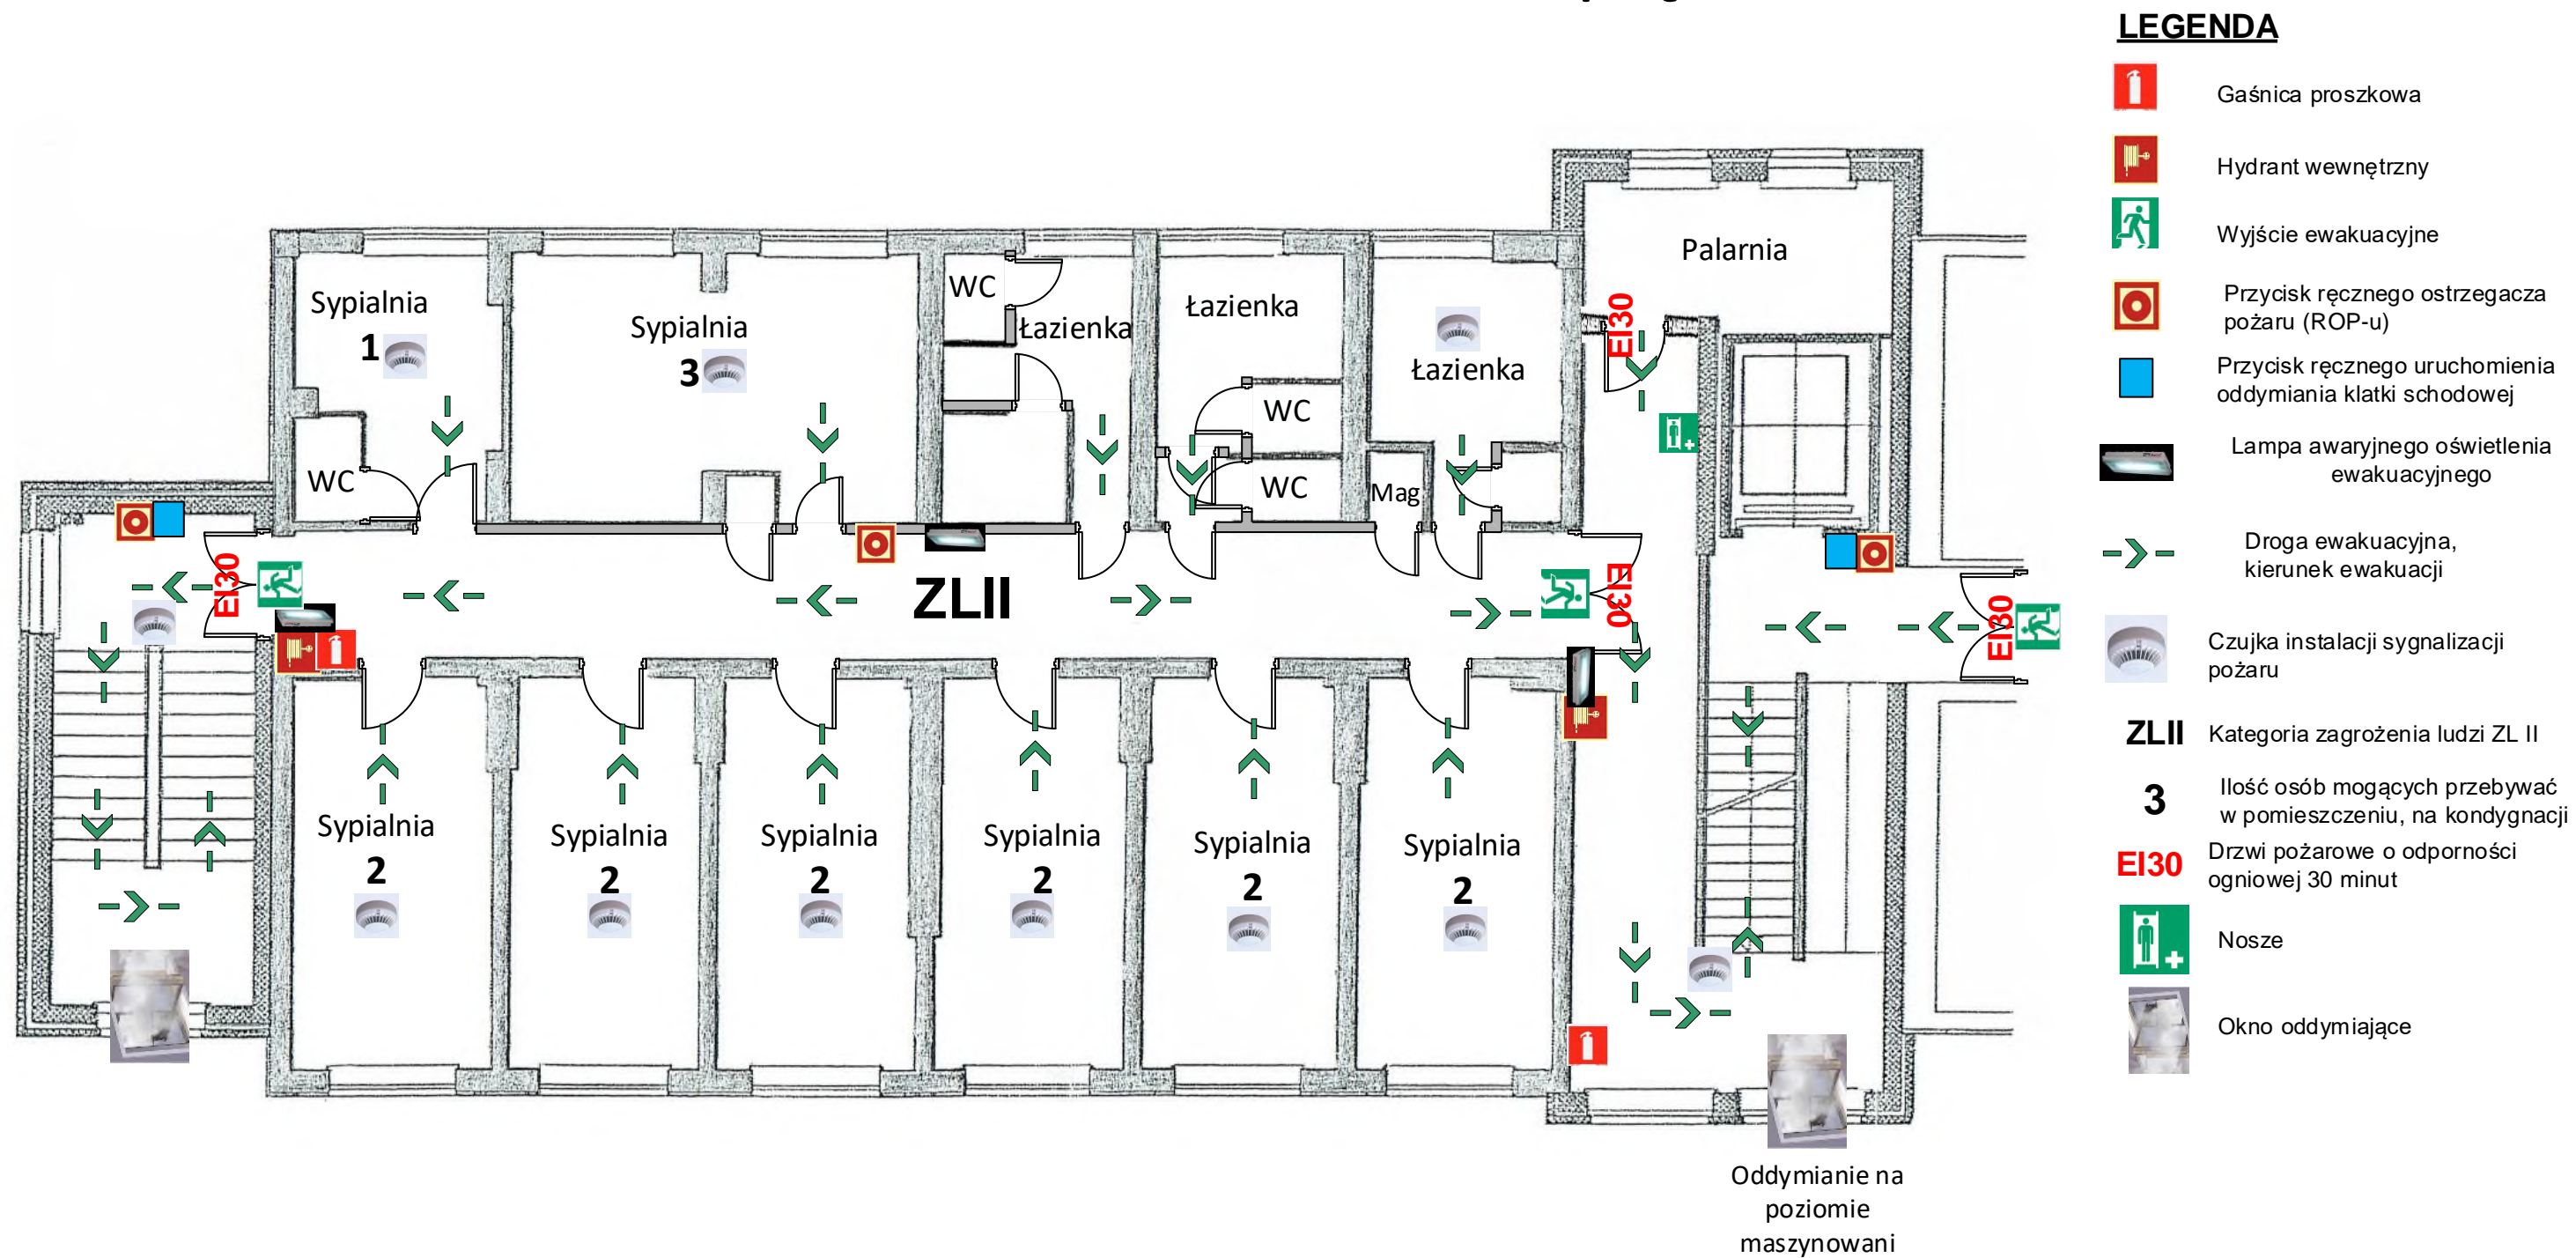 LEGENDA
Gaśnica proszkowa
Hydrant wewnętrzny
Wyjście ewakuacyjne
Przycisk ręcznego ostrzegacza
pożaru (ROP-u)
Przycisk ręcznego uruchomienia
oddymiania klatki schodowej
Lampa awaryjnego oświetlenia
ewakuacyjnego
Droga ewakuacyjna,
kierunek ewakuacji
Czujka instalacji sygnalizacji
pożaru
ZLII Kategoria zagrożenia ludzi ZL II
3 Ilość osób mogących przebywać
w pomieszczeniu, na kondygnacji
EI30 Drzwi pożarowe o odporności
ogniowej 30 minut
Nosze
Okno oddymiające
Palarnia
Sypialnia
1
Sypialnia
3
WC
WC
Łazienka
Łazienka
WC
WC
Łazienka
Mag
EI30
EI30
ZLII
EI30
EI30
Sypialnia
2
Sypialnia
2
Sypialnia
2
Sypialnia
2
Sypialnia
2
Sypialnia
2
Oddymianie na
poziomie
maszynowani